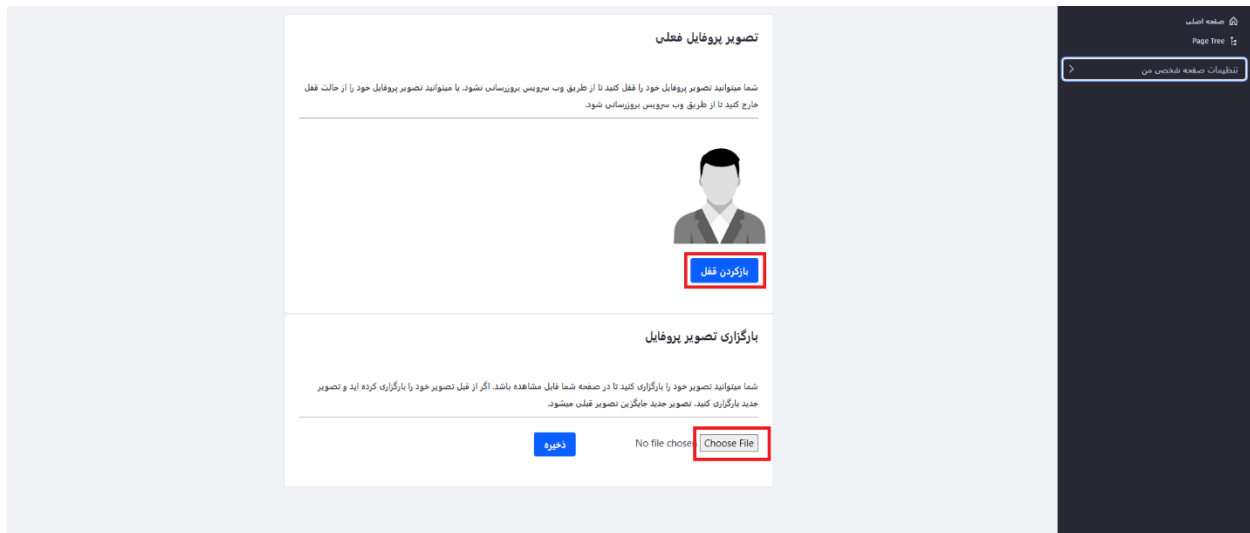 صفحه اصلی
Page Tree
تنظیمات صفحه شخصی من
تصویر پروفایل فعلی
شما میتوانید تصویر پروفایل خود را قفل کنید تا از طریق وب سرویس بروزرسانی نشود. یا میتوانید تصویر پروفایل خود را از حالت قفل
خارج کنید تا از طریق وب سرویس بروزرسانی شود.
بازکردن قفل
بارگزاری تصویر پروفایل
شما میتوانید تصویر خود را بارگزاری کنید تا در صفحه شما قابل مشاهده باشد. اگر از قبل تصویر خود را بارگزاری کرده اید و تصویر
جدید بارگزاری کنید، تصویر جدید جایگزین تصویر قبلی میشود.
Choose File No file chosen
ذخیره